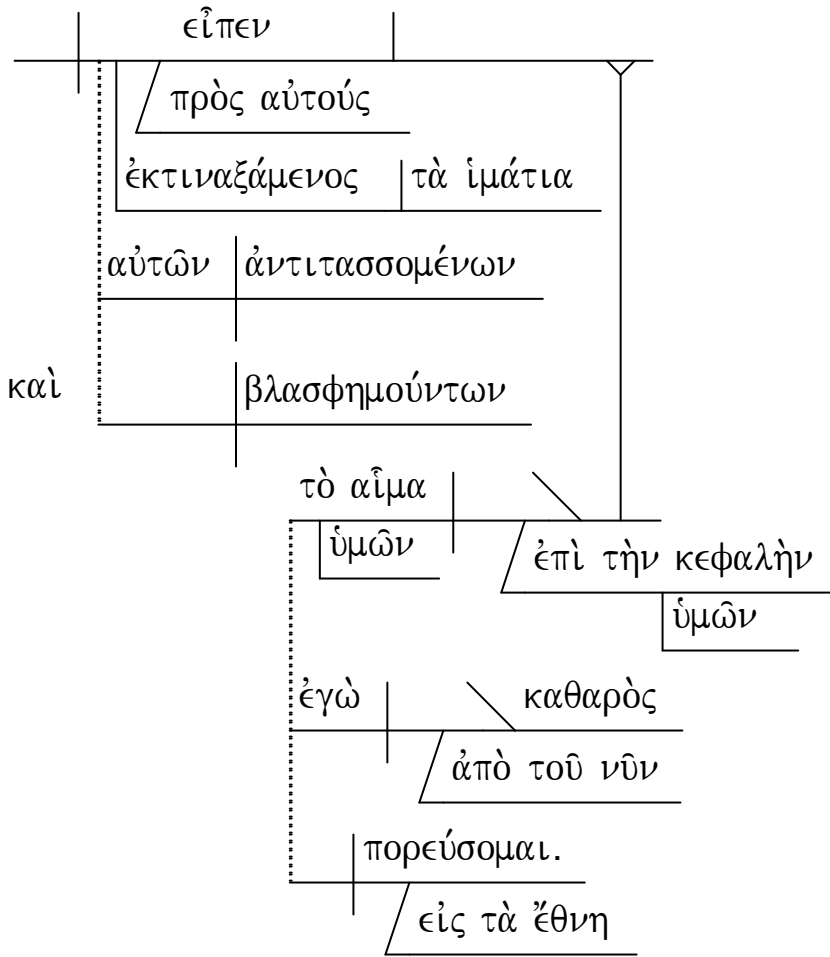 εἶπεν
πρὸς αὐτούς
ἐκτιναξάμενος τὰ ἱμάτια
αὐτῶν ἀντιτασσομένων
καὶ
βλασφημούντων
τὸ αἷμα
ὑμῶν
ἐπὶ τὴν κεφαλὴν
ὑμῶν
ἐγὼ καθαρὸς
ἀπὸ τοῦ νῦν
πορεύσομαι.
εἰς τὰ ἔθνη